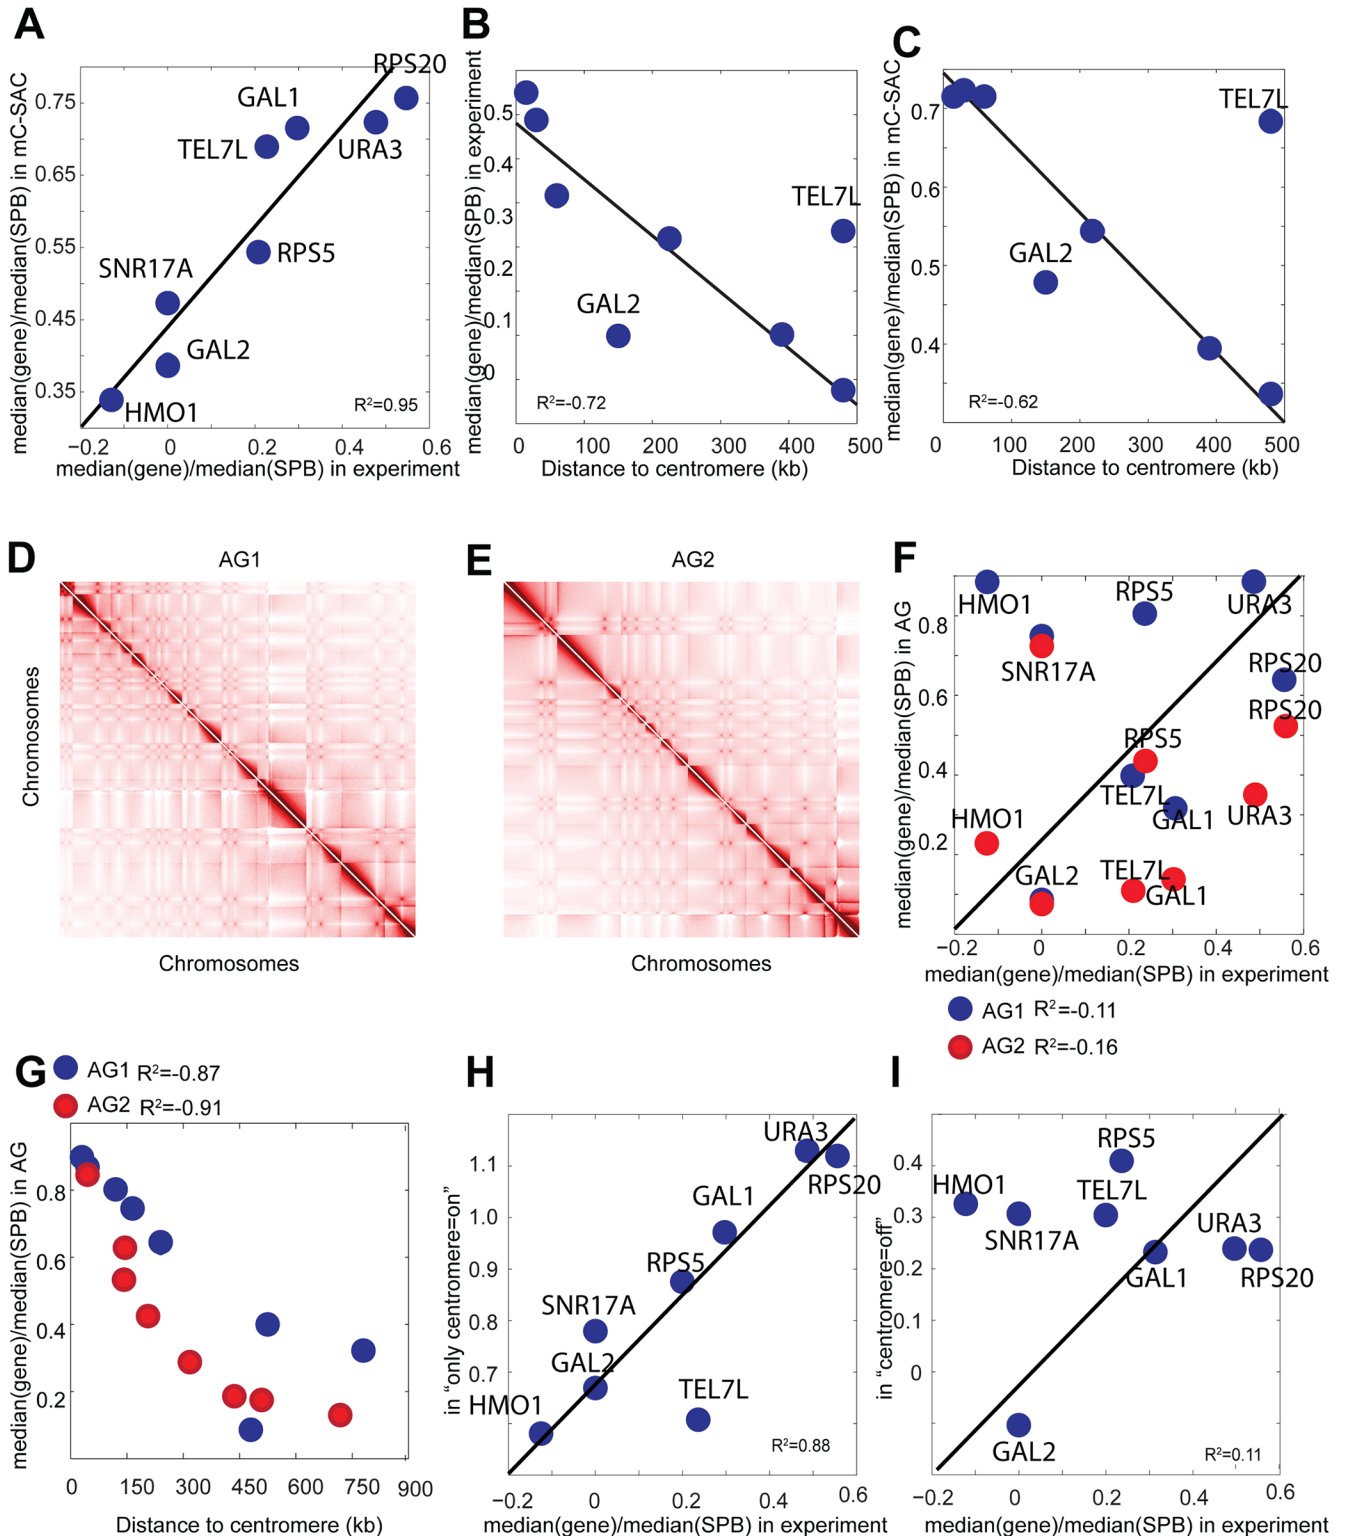 A
median(gene)/median(SPB) in mC-SAC
0.75
0.65
0.55
0.45
0.35
RPS20
GAL1
TEL7L
URA3
RPS5
SNR17A
GAL2
HMO1
R²=0.95
−0.2 0 0.2 0.4 0.6
median(gene)/median(SPB) in experiment
B
median(gene)/median(SPB) in experiment
0.5
0.4
0.3
0.2
0.1
0
TEL7L
GAL2
R²=-0.72
0 100 200 300 400 500
Distance to centromere (kb)
C
median(gene)/median(SPB) in mC-SAC
0.7
0.6
0.5
0.4
TEL7L
GAL2
R²=-0.62
0 100 200 300 400 500
Distance to centromere (kb)
D
AG1
Chromosomes
Chromosomes
E
AG2
Chromosomes
F
median(gene)/median(SPB) in AG
0.8
0.6
0.4
0.2
HMO1
RPS5
URA3
SNR17A
RPS20
RPS20
RPS5
TEL7L
GAL1
URA3
HMO1
GAL2
TEL7L
GAL1
−0.2 0 0.2 0.4 0.6
median(gene)/median(SPB) in experiment
AG1 R²=-0.11
AG2 R²=-0.16
G
AG1 R²=-0.87
AG2 R²=-0.91
median(gene)/median(SPB) in AG
0.8
0.6
0.4
0.2
0 150 300 450 600 750 900
Distance to centromere (kb)
H
in “only centromere=on”
1.1
1.0
0.9
0.8
0.7
URA3
RPS20
GAL1
RPS5
SNR17A
GAL2
HMO1
TEL7L
R²=0.88
−0.2 0 0.2 0.4 0.6
median(gene)/median(SPB) in experiment
I
in “centromere=off”
0.4
0.3
0.2
0.1
0
RPS5
HMO1
TEL7L
SNR17A
URA3
GAL1
RPS20
GAL2
R²=0.11
−0.2 0 0.2 0.4 0.6
median(gene)/median(SPB) in experiment